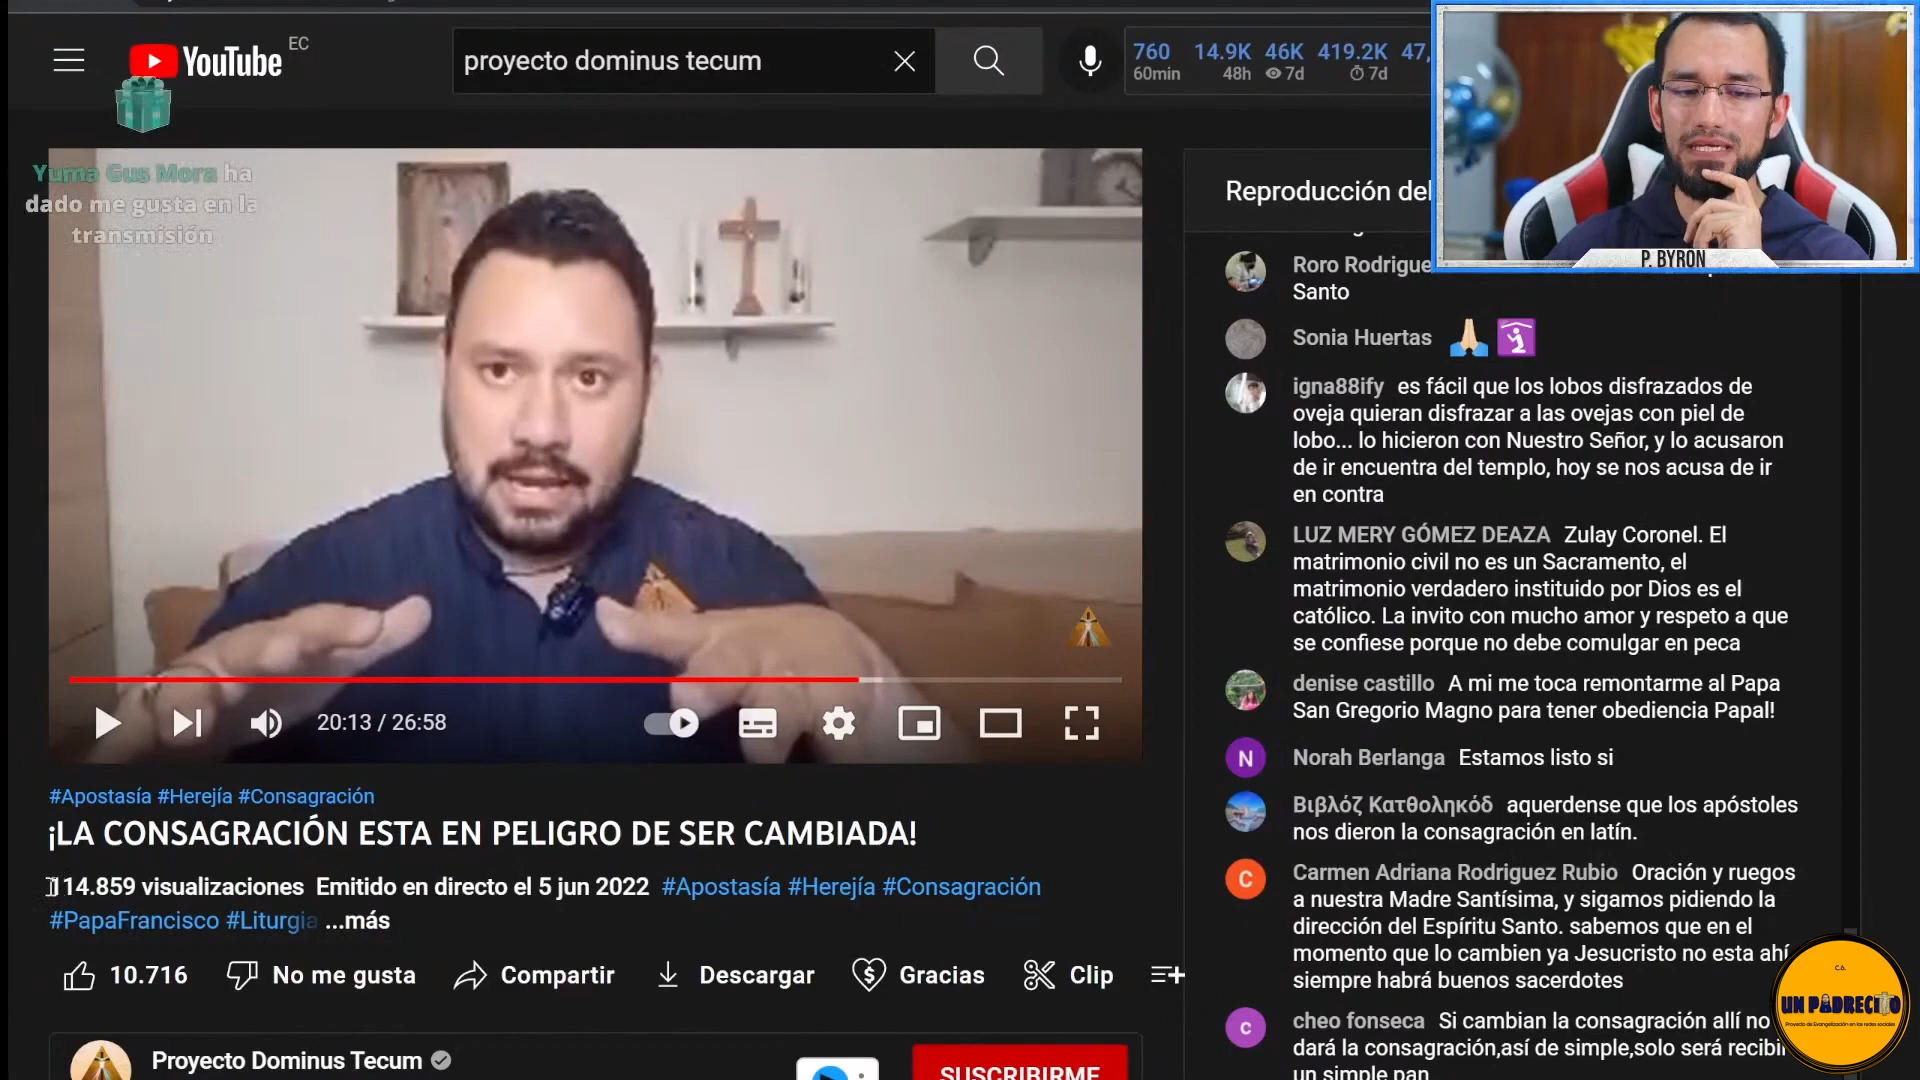 YouTube EC
proyecto dominus tecum
760 14.9K 46K 419.2K 47,
60min 48h 7d 7d
Yuma Gus Mora ha
dado me gusta en la
transmisión
P. BYRON
20:13 / 26:58
#Apostasía #Herejía #Consagración
¡LA CONSAGRACIÓN ESTA EN PELIGRO DE SER CAMBIADA!
114.859 visualizaciones Emitido en directo el 5 jun 2022 #Apostasía #Herejía #Consagración
#PapaFrancisco #Liturgia ...más
10.716 No me gusta Compartir Descargar Gracias Clip
Proyecto Dominus Tecum
SUSCRIBIRME
Reproducción del
Roro Rodrigue
Santo
Sonia Huertas
igna88ify es fácil que los lobos disfrazados de
oveja quieran disfrazar a las ovejas con piel de
lobo... lo hicieron con Nuestro Señor, y lo acusaron
de ir encuentra del templo, hoy se nos acusa de ir
en contra
LUZ MERY GÓMEZ DEAZA Zulay Coronel. El
matrimonio civil no es un Sacramento, el
matrimonio verdadero instituido por Dios es el
católico. La invito con mucho amor y respeto a que
se confiese porque no debe comulgar en peca
denise castillo A mi me toca remontarme al Papa
San Gregorio Magno para tener obediencia Papal!
N
Norah Berlanga Estamos listo si
Βιβλόζ Κατθοληκόδ aquerdense que los apóstoles
nos dieron la consagración en latín.
C
Carmen Adriana Rodriguez Rubio Oración y ruegos
a nuestra Madre Santísima, y sigamos pidiendo la
dirección del Espíritu Santo. sabemos que en el
momento que lo cambien ya Jesucristo no esta ahí,
siempre habrá buenos sacerdotes
c
cheo fonseca Si cambian la consagración allí no
dará la consagración,así de simple,solo será recibi
un simple pan
C.G.
UN PADRECITO
Proyecto de Evangelización en las redes sociales